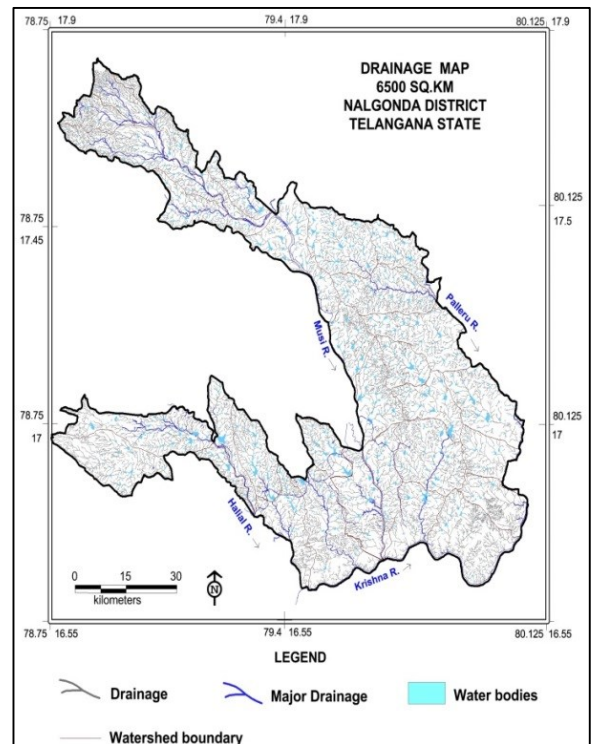 78.75 17.9
79.4 17.9
80.125 17.9
DRAINAGE MAP
6500 SQ.KM
NALGONDA DISTRICT
TELANGANA STATE
80.125
17.5
78.75
17.45
Palleru R.
Musi R.
78.75
17
80.125
17
Halial R.
Krishna R.
0 15 30
kilometers
N
78.75 16.55
79.4 16.55
80.125 16.55
LEGEND
Drainage
Major Drainage
Water bodies
Watershed boundary